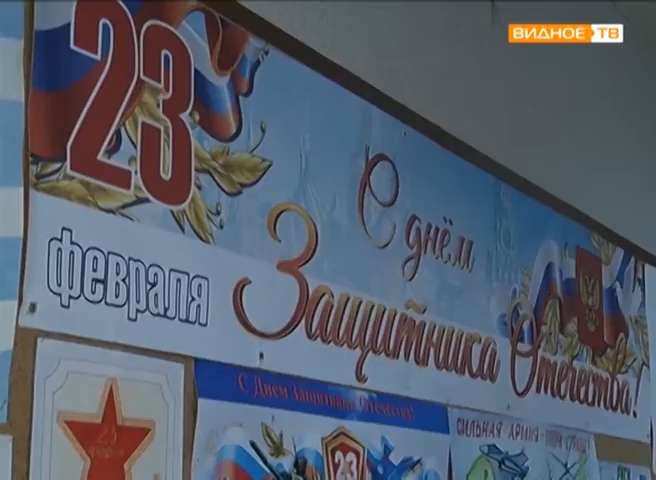 ВИДНОЕ ТВ
23
февраля
С днём
Защитника
Отечества!
23
С Днем Защитника Отечества!
СИЛЬНАЯ АРМИЯ -
23